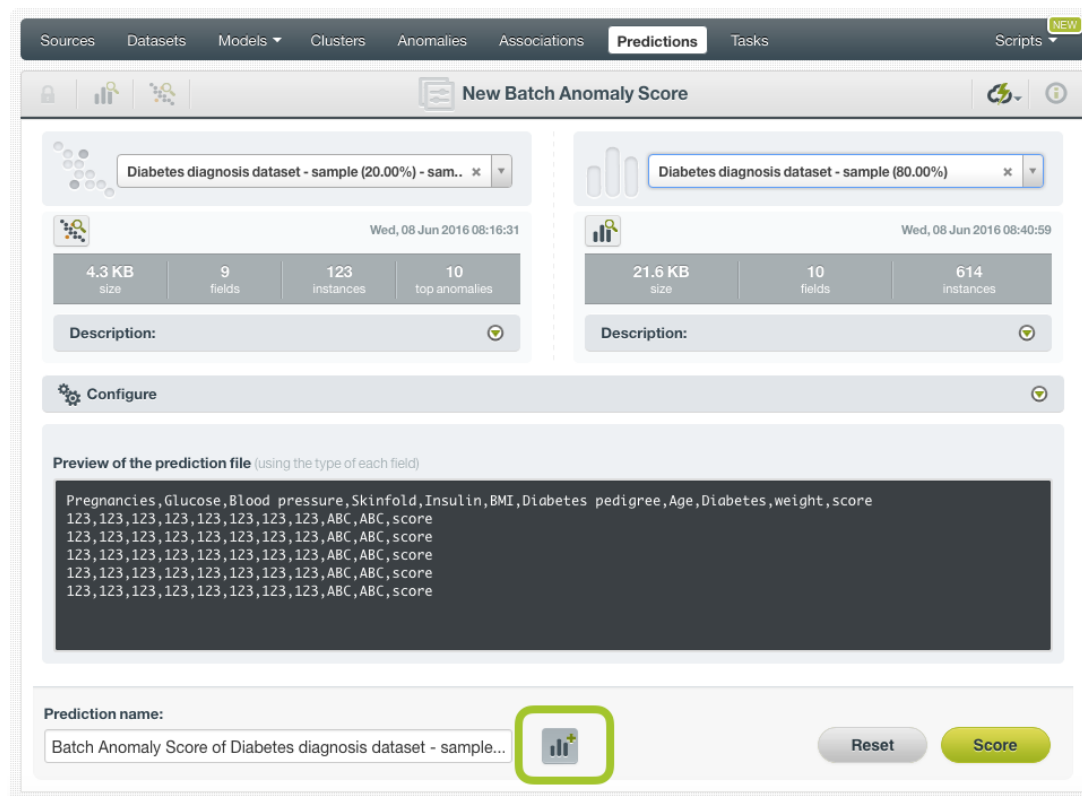 NEW
Sources Datasets Models Clusters Anomalies Associations Predictions Tasks Scripts
New Batch Anomaly Score
Diabetes diagnosis dataset - sample (20.00%) - sam.. × Diabetes diagnosis dataset - sample (80.00%) ×
Wed, 08 Jun 2016 08:16:31 Wed, 08 Jun 2016 08:40:59
4.3 KB 9 123 10 21.6 KB 10 614
size fields instances top anomalies size fields instances
Description: Description:
Configure
Preview of the prediction file (using the type of each field)
Pregnancies,Glucose,Blood pressure,Skinfold,Insulin,BMI,Diabetes pedigree,Age,Diabetes,weight,score
123,123,123,123,123,123,123,123,ABC,ABC,score
123,123,123,123,123,123,123,123,ABC,ABC,score
123,123,123,123,123,123,123,123,ABC,ABC,score
123,123,123,123,123,123,123,123,ABC,ABC,score
123,123,123,123,123,123,123,123,ABC,ABC,score
Prediction name:
Batch Anomaly Score of Diabetes diagnosis dataset - sample... Reset Score